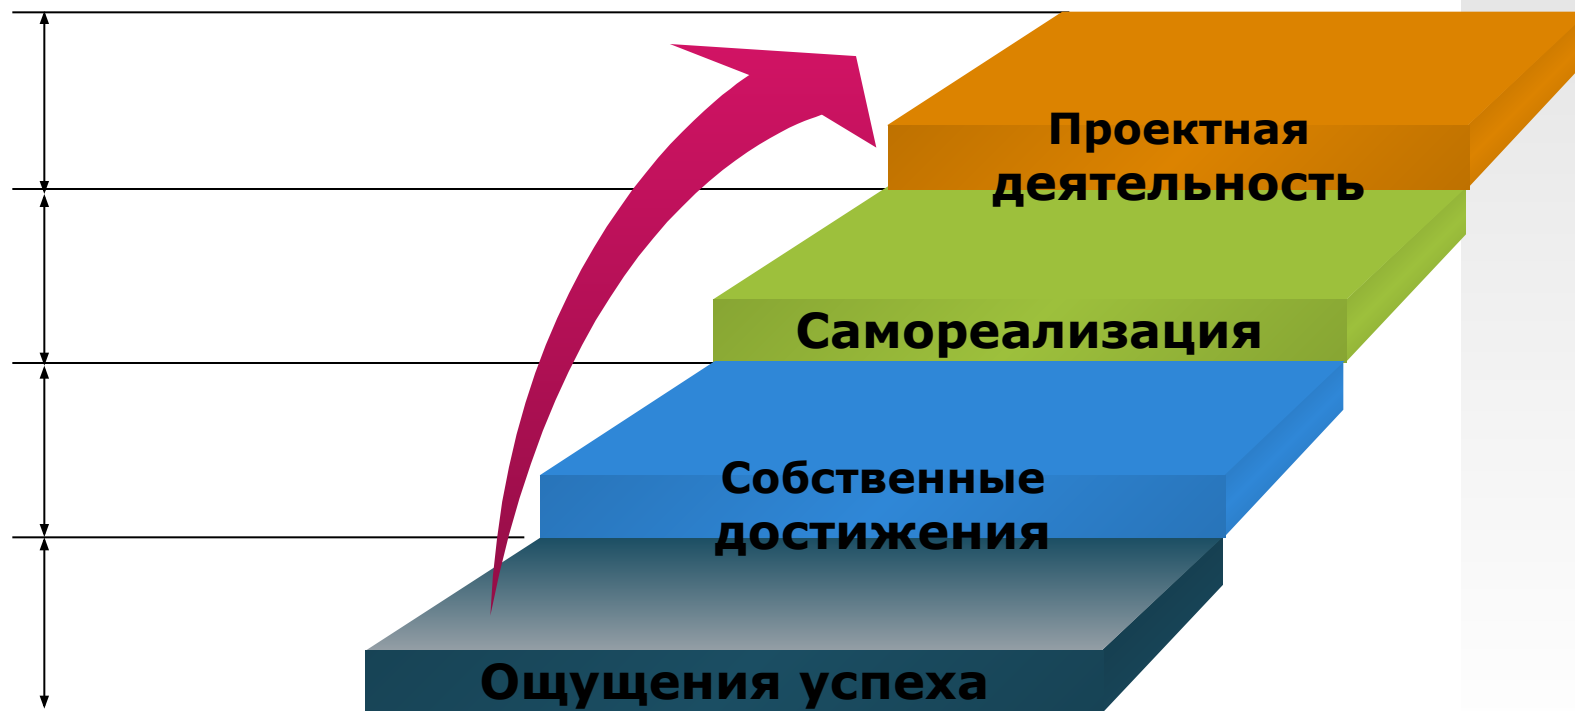 Проектная
деятельность
Самореализация
Собственные
достижения
Ощущения успеха